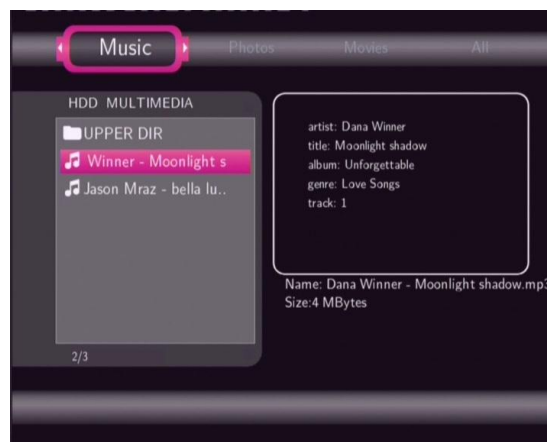 Music
Photos
Movies
All
HDD MULTIMEDIA
UPPER DIR
Winner - Moonlight s
Jason Mraz - bella lu..
2/3
artist: Dana Winner
title: Moonlight shadow
album: Unforgettable
genre: Love Songs
track: 1
Name: Dana Winner - Moonlight shadow.mp3
Size:4 MBytes